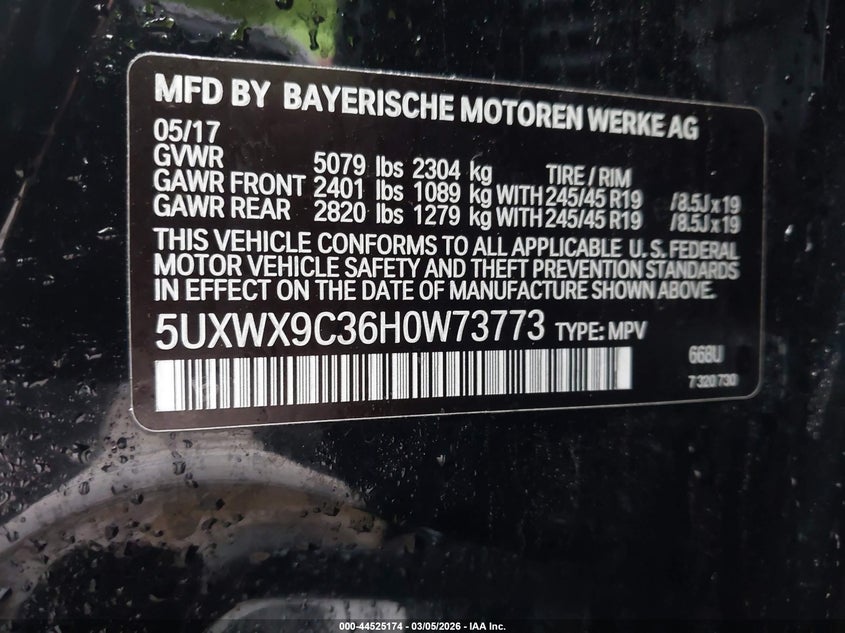 MFD BY BAYERISCHE MOTOREN WERKE AG
05/17
GVWR 5079 lbs 2304 kg TIRE / RIM
GAWR FRONT 2401 lbs 1089 kg WITH 245/45 R19 /8.5J x 19
GAWR REAR 2820 lbs 1279 kg WITH 245/45 R19 /8.5J x 19
THIS VEHICLE CONFORMS TO ALL APPLICABLE U.S. FEDERAL
MOTOR VEHICLE SAFETY AND THEFT PREVENTION STANDARDS
IN EFFECT ON THE DATE OF MANUFACTURE SHOWN ABOVE.
5UXWX9C36H0W73773 TYPE: MPV
668U
7 320 730
000-44525174 - 03/05/2026 - IAA Inc.